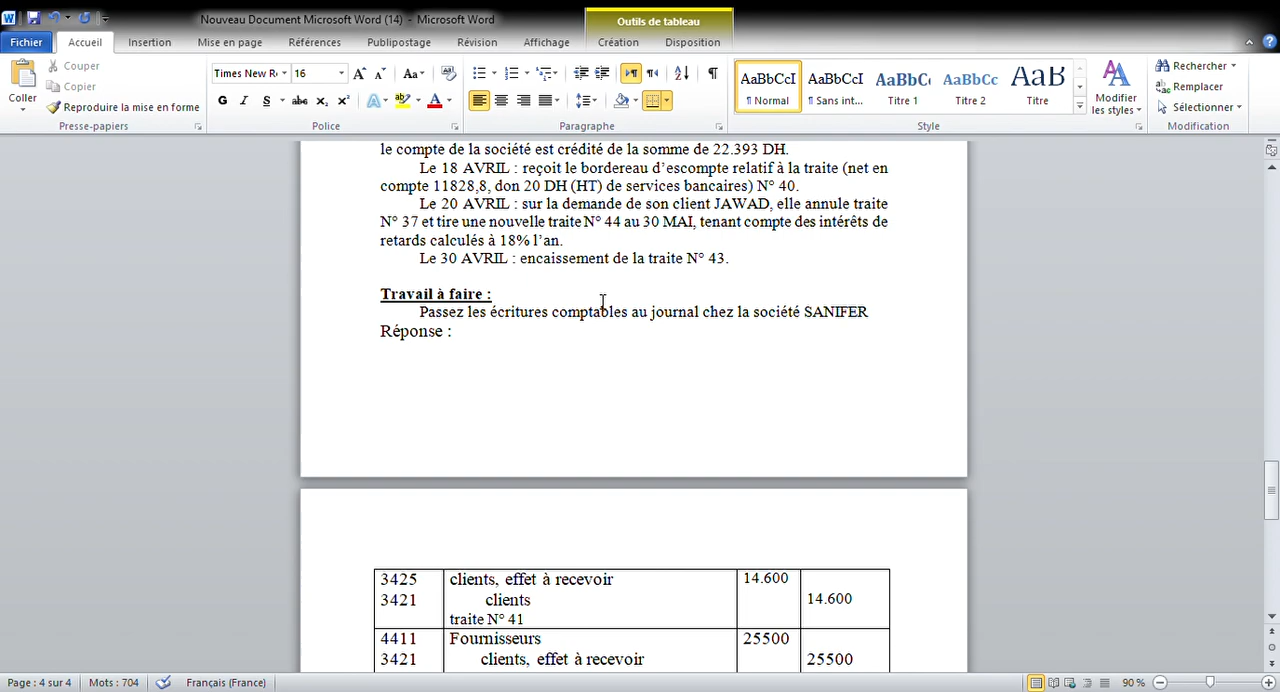 Nouveau Document Microsoft Word (14) - Microsoft Word
Outils de tableau
Fichier Accueil Insertion Mise en page Références Publipostage Révision Affichage Création Disposition
Coller
Couper
Copier
Reproduire la mise en forme
Presse-papiers
Times New R 16
Police
Paragraphe
AaBbCcI AaBbCcI AaBbC AaBbCc AaB
¶ Normal ¶ Sans int... Titre 1 Titre 2 Titre
Modifier
les styles
Style
Rechercher
Remplacer
Sélectionner
Modification
le compte de la société est crédité de la somme de 22.393 DH.
Le 18 AVRIL : reçoit le bordereau d’escompte relatif à la traite (net en
compte 11828,8, don 20 DH (HT) de services bancaires) N° 40.
Le 20 AVRIL : sur la demande de son client JAWAD, elle annule traite
N° 37 et tire une nouvelle traite N° 44 au 30 MAI, tenant compte des intérêts de
retards calculés à 18% l’an.
Le 30 AVRIL : encaissement de la traite N° 43.
Travail à faire :
Passez les écritures comptables au journal chez la société SANIFER
Réponse :
3425 clients, effet à recevoir 14.600
3421 clients 14.600
traite N° 41
4411 Fournisseurs 25500
3421 clients, effet à recevoir 25500
Page : 4 sur 4 Mots : 704 Français (France) 90 %